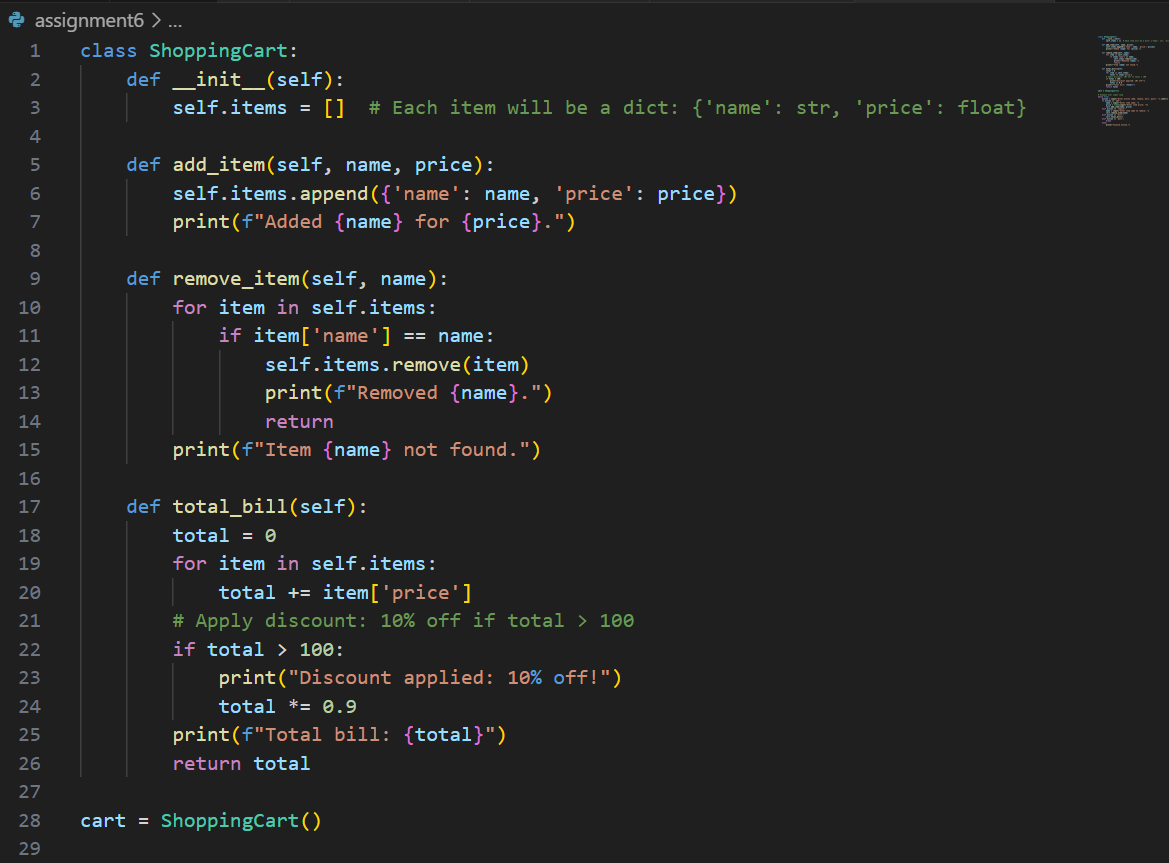 assignment6 > ...
1 class ShoppingCart:
2     def __init__(self):
3         self.items = []  # Each item will be a dict: {'name': str, 'price': float}
4
5     def add_item(self, name, price):
6         self.items.append({'name': name, 'price': price})
7         print(f"Added {name} for {price}.")
8
9     def remove_item(self, name):
10         for item in self.items:
11             if item['name'] == name:
12                 self.items.remove(item)
13                 print(f"Removed {name}.")
14                 return
15         print(f"Item {name} not found.")
16
17     def total_bill(self):
18         total = 0
19         for item in self.items:
20             total += item['price']
21         # Apply discount: 10% off if total > 100
22         if total > 100:
23             print("Discount applied: 10% off!")
24             total *= 0.9
25         print(f"Total bill: {total}")
26         return total
27
28 cart = ShoppingCart()
29